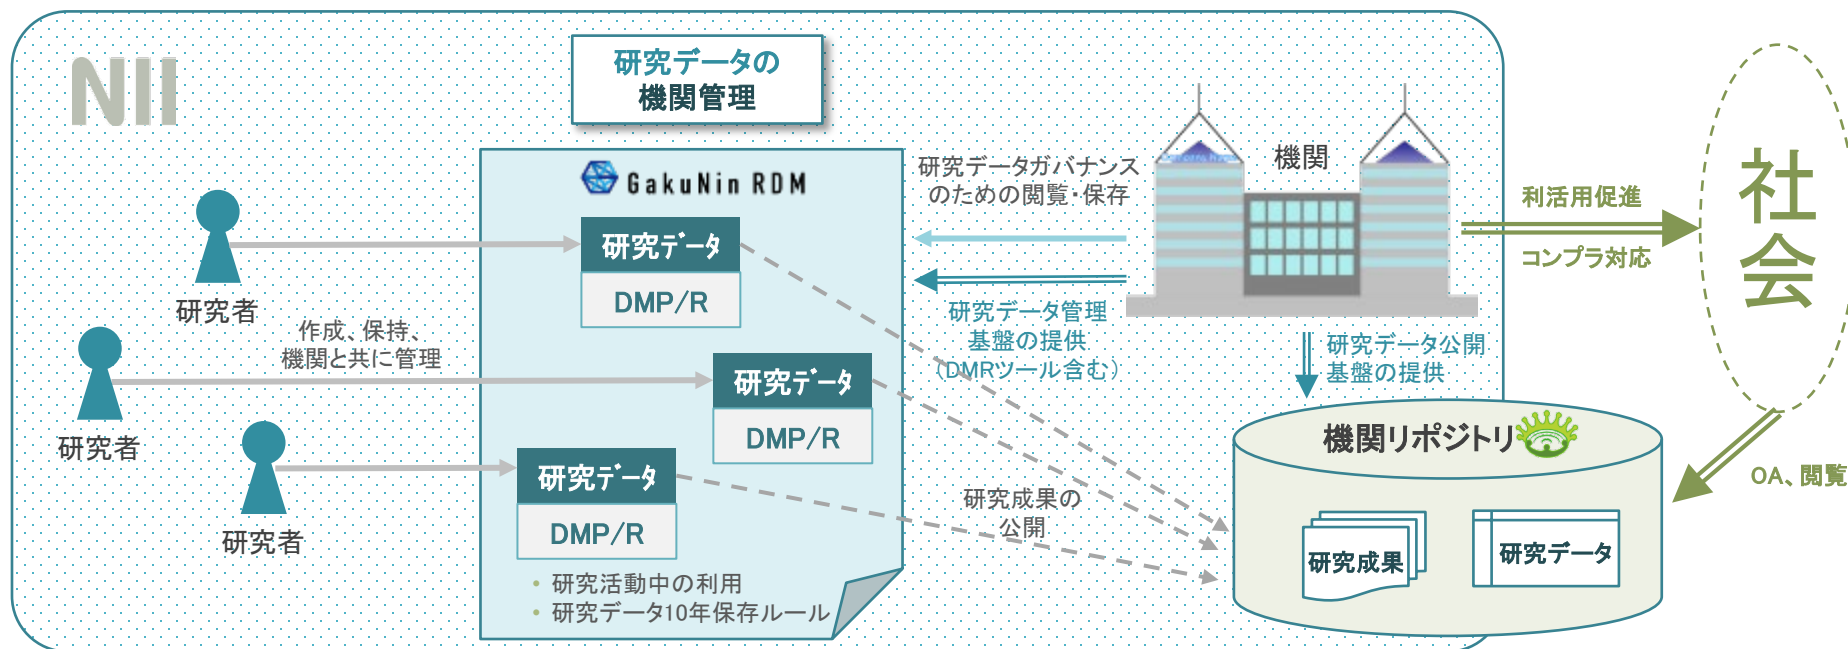 NII
研究データの
機関管理
GakuNin RDM
研究データ
DMP/R
研究データ
DMP/R
研究データ
DMP/R
・研究活動中の利用
・研究データ10年保存ルール
研究者
研究者
研究者
作成、保持、
機関と共に管理
研究データガバナンス
のための閲覧・保存
研究データ管理
基盤の提供
（DMRツール含む）
機関
研究データ公開
基盤の提供
利活用促進
コンプラ対応
社会
OA、閲覧
研究成果の
公開
機関リポジトリ
研究成果
研究データ